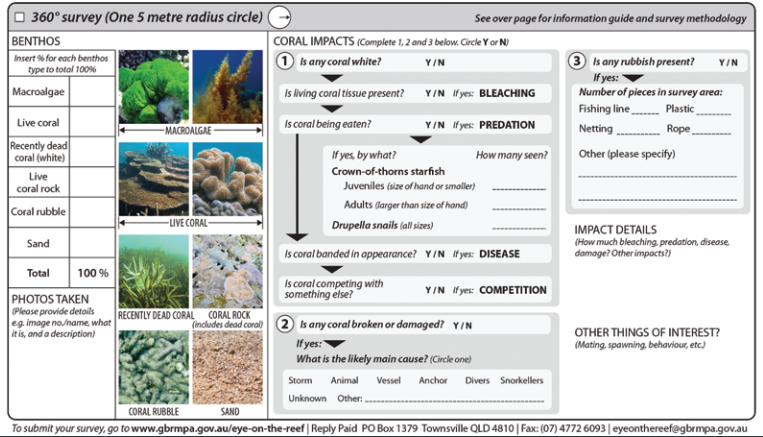 360° survey (One 5 metre radius circle)
See over page for information guide and survey methodology
BENTHOS
Insert % for each benthos
type to total 100%
Macroalgae
Live coral
Recently dead
coral (white)
Live
coral rock
Coral rubble
Sand
Total 100 %
PHOTOS TAKEN
(Please provide details
e.g. image no./name, what
it is, and a description)
MACROALGAE
LIVE CORAL
RECENTLY DEAD CORAL
CORAL ROCK
(includes dead coral)
CORAL RUBBLE
SAND
CORAL IMPACTS (Complete 1, 2 and 3 below. Circle Y or N)
1 Is any coral white? Y / N
Is living coral tissue present? Y / N If yes: BLEACHING
Is coral being eaten? Y / N If yes: PREDATION
If yes, by what? How many seen?
Crown-of-thorns starfish
Juveniles (size of hand or smaller)
Adults (larger than size of hand)
Drupella snails (all sizes)
Is coral banded in appearance? Y / N If yes: DISEASE
Is coral competing with
something else? Y / N If yes: COMPETITION
2 Is any coral broken or damaged? Y / N
If yes:
What is the likely main cause? (Circle one)
Storm Animal Vessel Anchor Divers Snorkellers
Unknown Other:
3 Is any rubbish present? Y / N
If yes:
Number of pieces in survey area:
Fishing line Plastic
Netting Rope
Other (please specify)
IMPACT DETAILS
(How much bleaching, predation, disease,
damage? Other impacts?)
OTHER THINGS OF INTEREST?
(Mating, spawning, behaviour, etc.)
To submit your survey, go to www.gbrmpa.gov.au/eye-on-the-reef | Reply Paid PO Box 1379 Townsville QLD 4810 | Fax: (07) 4772 6093 | eyeonthereef@gbrmpa.gov.au